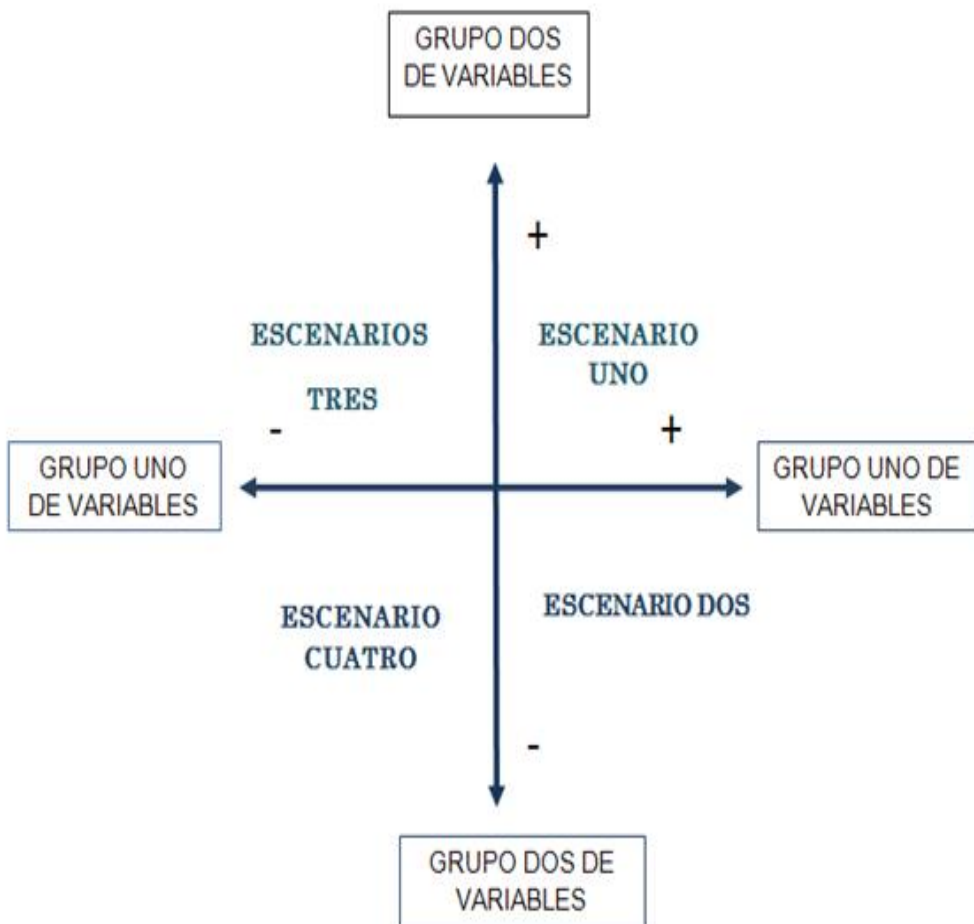 GRUPO DOS
DE VARIABLES
+
ESCENARIOS
TRES
ESCENARIO
UNO
-
+
GRUPO UNO
DE VARIABLES
GRUPO UNO DE
VARIABLES
ESCENARIO
CUATRO
ESCENARIO DOS
-
GRUPO DOS DE
VARIABLES